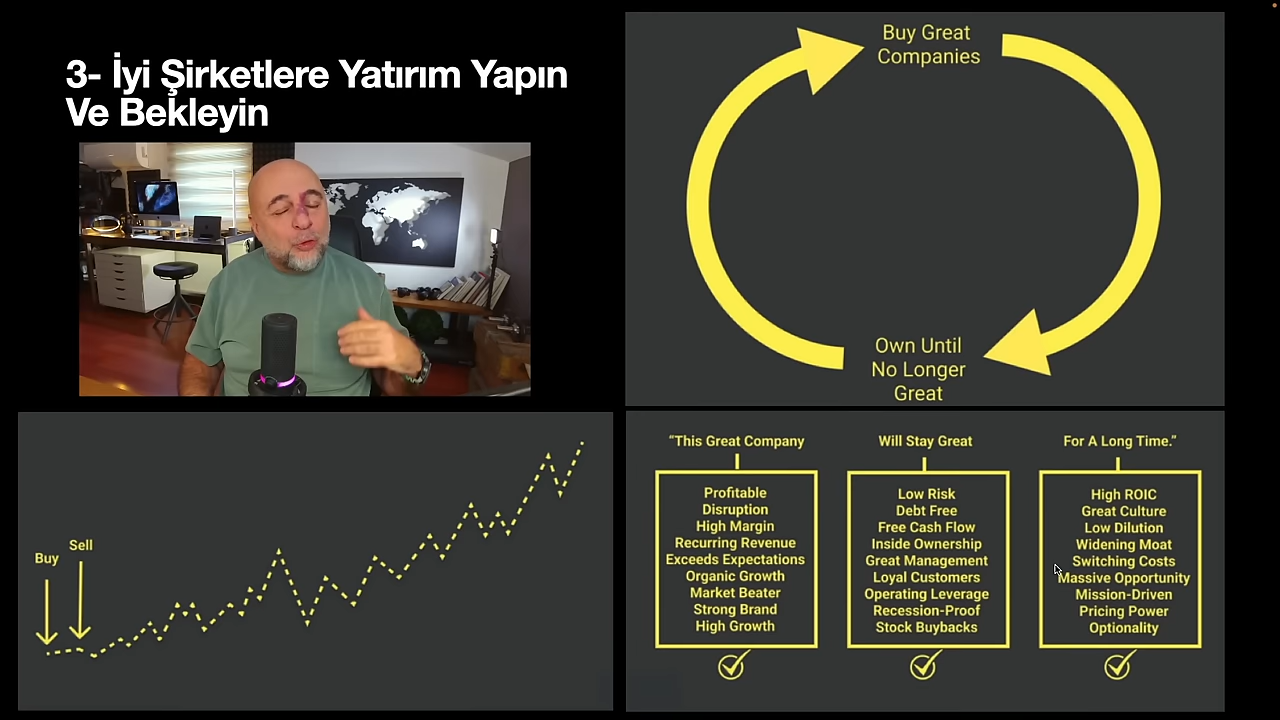 3- İyi Şirketlere Yatırım Yapın
Ve Bekleyin
Buy Great
Companies
Own Until
No Longer
Great
Buy
Sell
“This Great Company
Profitable
Disruption
High Margin
Recurring Revenue
Exceeds Expectations
Organic Growth
Market Beater
Strong Brand
High Growth
Will Stay Great
Low Risk
Debt Free
Free Cash Flow
Inside Ownership
Great Management
Loyal Customers
Operating Leverage
Recession-Proof
Stock Buybacks
For A Long Time.”
High ROIC
Great Culture
Low Dilution
Widening Moat
Switching Costs
Massive Opportunity
Mission-Driven
Pricing Power
Optionality